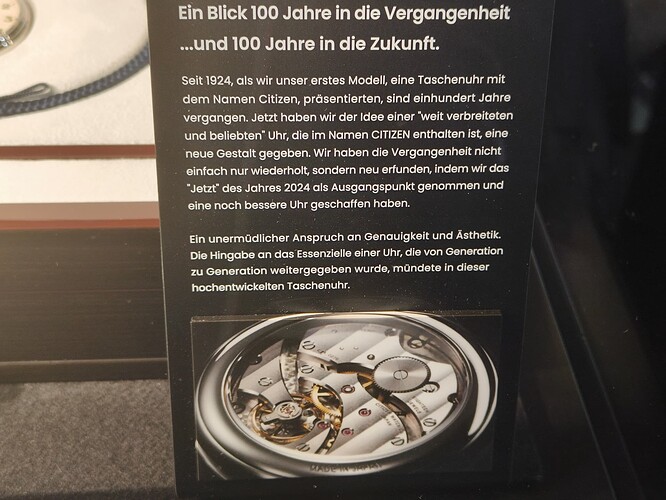 Ein Blick 100 Jahre in die Vergangenheit
...und 100 Jahre in die Zukunft.
Seit 1924, als wir unser erstes Modell, eine Taschenuhr mit
dem Namen Citizen, präsentierten, sind einhundert Jahre
vergangen. Jetzt haben wir der Idee einer "weit verbreiteten
und beliebten" Uhr, die im Namen CITIZEN enthalten ist, eine
neue Gestalt gegeben. Wir haben die Vergangenheit nicht
einfach nur wiederholt, sondern neu erfunden, indem wir das
"Jetzt" des Jahres 2024 als Ausgangspunkt genommen und
eine noch bessere Uhr geschaffen haben.
Ein unermüdlicher Anspruch an Genauigkeit und Ästhetik.
Die Hingabe an das Essenzielle einer Uhr, die von Generation
zu Generation weitergegeben wurde, mündete in dieser
hochentwickelten Taschenuhr.
MADE IN JAPAN